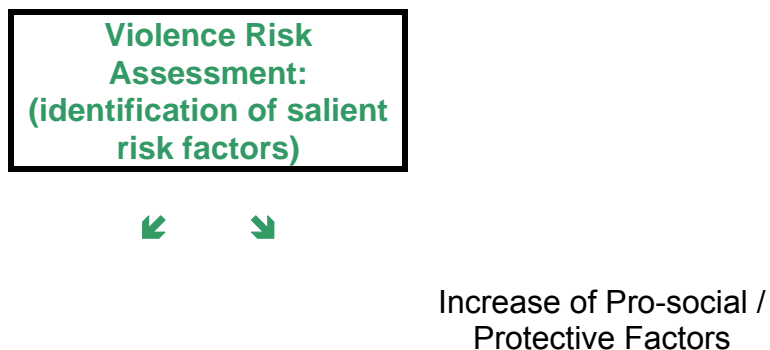 Violence Risk
Assessment:
(identification of salient
risk factors)
Increase of Pro-social /
Protective Factors